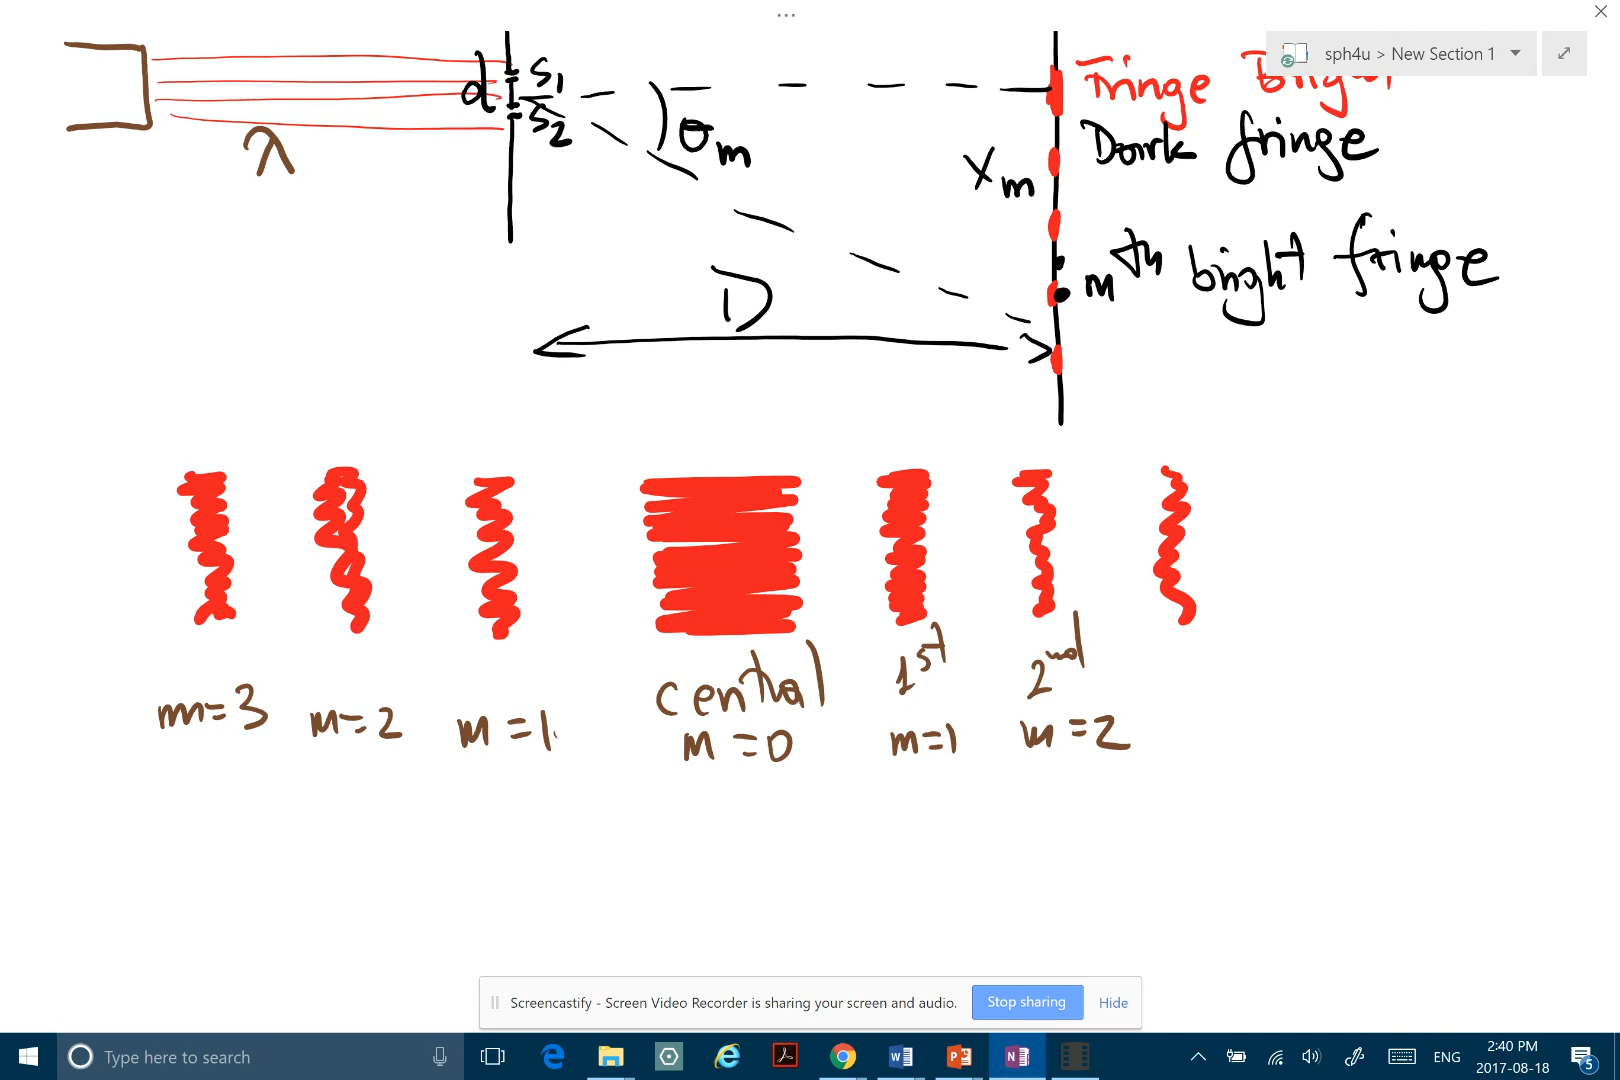 sph4u > New Section 1
Fringe Bright
Dark fringe
d
S1
S2
θm
Xm
λ
mth bright fringe
D
1st
2nd
central
m=3
m=2
m=1
m=0
m=1
m=2
Screencastify - Screen Video Recorder is sharing your screen and audio.
Stop sharing
Hide
Type here to search
ENG
2:40 PM
2017-08-18
5